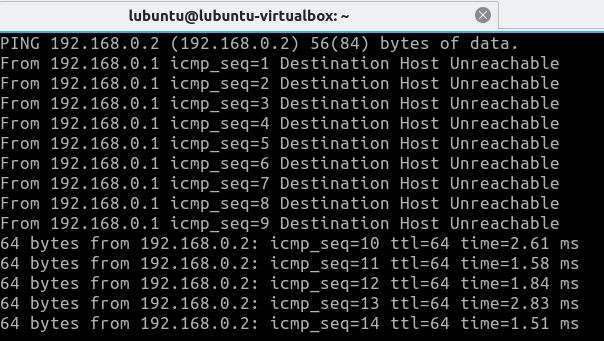 lubuntu@lubuntu-virtualbox: ~
PING 192.168.0.2 (192.168.0.2) 56(84) bytes of data.
From 192.168.0.1 icmp_seq=1 Destination Host Unreachable
From 192.168.0.1 icmp_seq=2 Destination Host Unreachable
From 192.168.0.1 icmp_seq=3 Destination Host Unreachable
From 192.168.0.1 icmp_seq=4 Destination Host Unreachable
From 192.168.0.1 icmp_seq=5 Destination Host Unreachable
From 192.168.0.1 icmp_seq=6 Destination Host Unreachable
From 192.168.0.1 icmp_seq=7 Destination Host Unreachable
From 192.168.0.1 icmp_seq=8 Destination Host Unreachable
From 192.168.0.1 icmp_seq=9 Destination Host Unreachable
64 bytes from 192.168.0.2: icmp_seq=10 ttl=64 time=2.61 ms
64 bytes from 192.168.0.2: icmp_seq=11 ttl=64 time=1.58 ms
64 bytes from 192.168.0.2: icmp_seq=12 ttl=64 time=1.84 ms
64 bytes from 192.168.0.2: icmp_seq=13 ttl=64 time=2.83 ms
64 bytes from 192.168.0.2: icmp_seq=14 ttl=64 time=1.51 ms